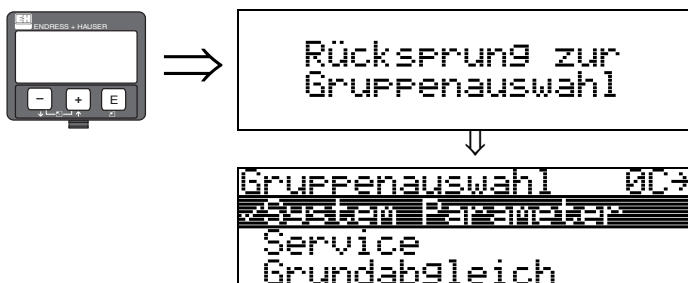 E+H
ENDRESS + HAUSER
- + E
Rücksprung zur
Gruppenauswahl
Gruppenauswahl 0C→
✓System Parameter
Service
Grundabgleich